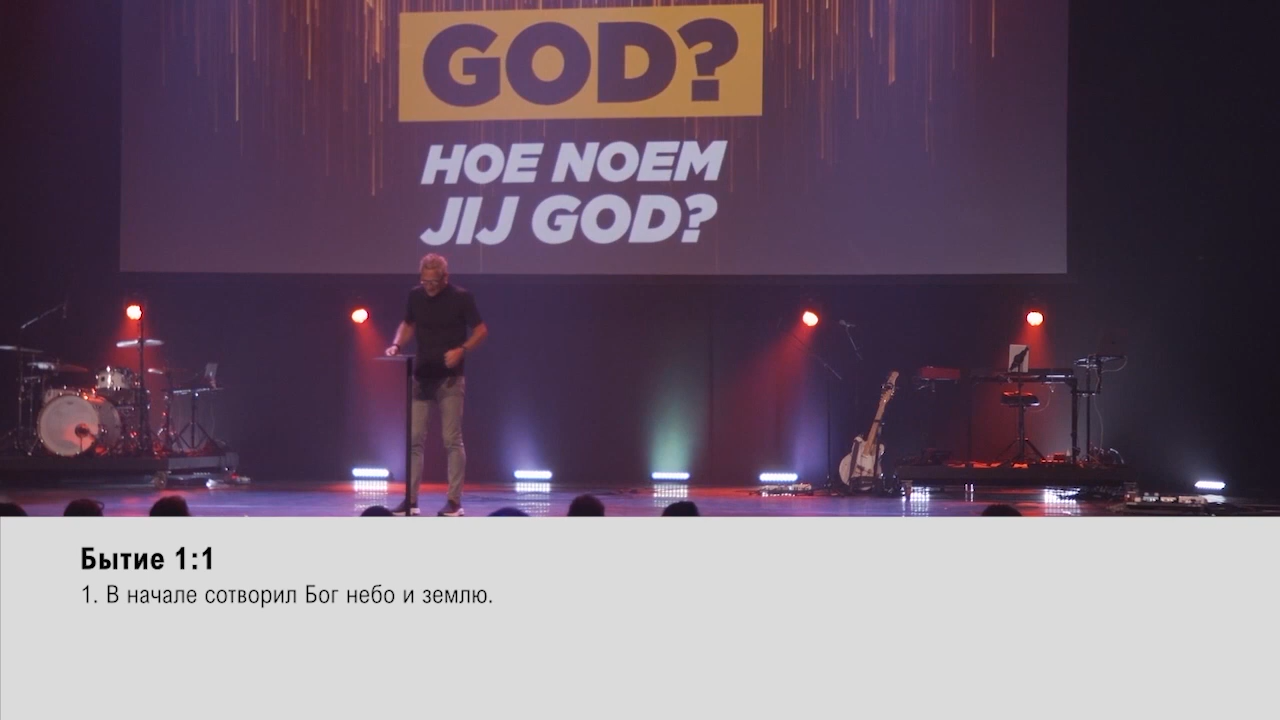 GOD?
HOE NOEM
JIJ GOD?
Бытие 1:1
1. В начале сотворил Бог небо и землю.